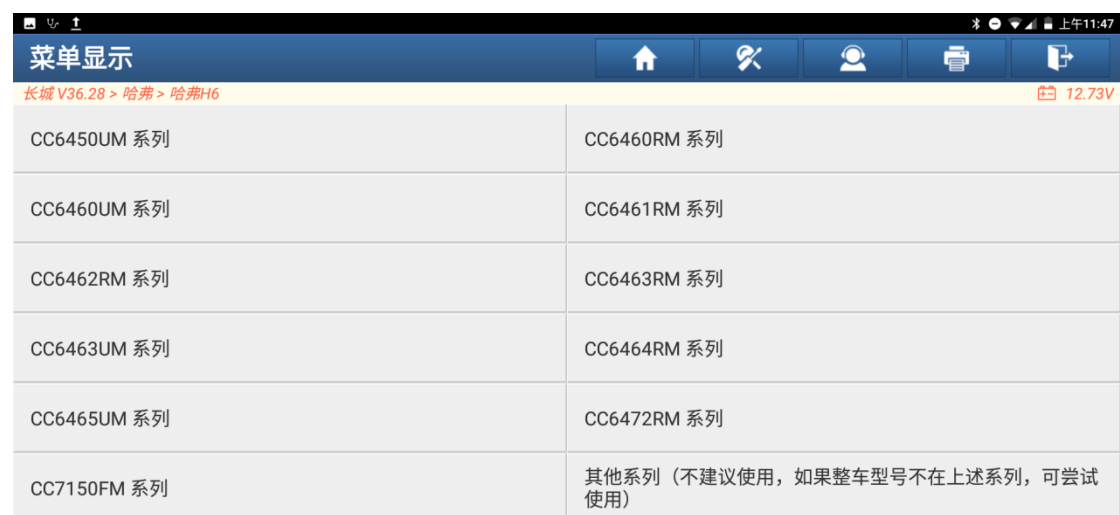 上午11:47
菜单显示
长城 V36.28 > 哈弗 > 哈弗H6
12.73V
CC6450UM 系列
CC6460RM 系列
CC6460UM 系列
CC6461RM 系列
CC6462RM 系列
CC6463RM 系列
CC6463UM 系列
CC6464RM 系列
CC6465UM 系列
CC6472RM 系列
CC7150FM 系列
其他系列（不建议使用，如果整车型号不在上述系列，可尝试
使用）